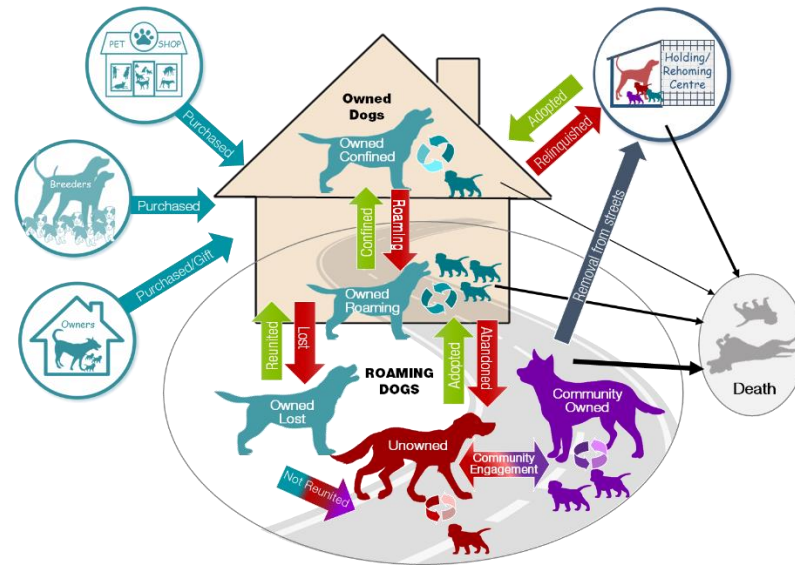 PET SHOP
Purchased
Breeders
Purchased
Purchased/Gift
Owners
Owned
Dogs
Owned
Confined
Adopted
Relinquished
Holding/
Rehoming
Centre
Confined
Roaming
Removal from streets
Owned
Roaming
Reunited
Lost
Adopted
Abandoned
ROAMING
DOGS
Owned
Lost
Unowned
Community
Engagement
Community
Owned
Not Reunited
Death